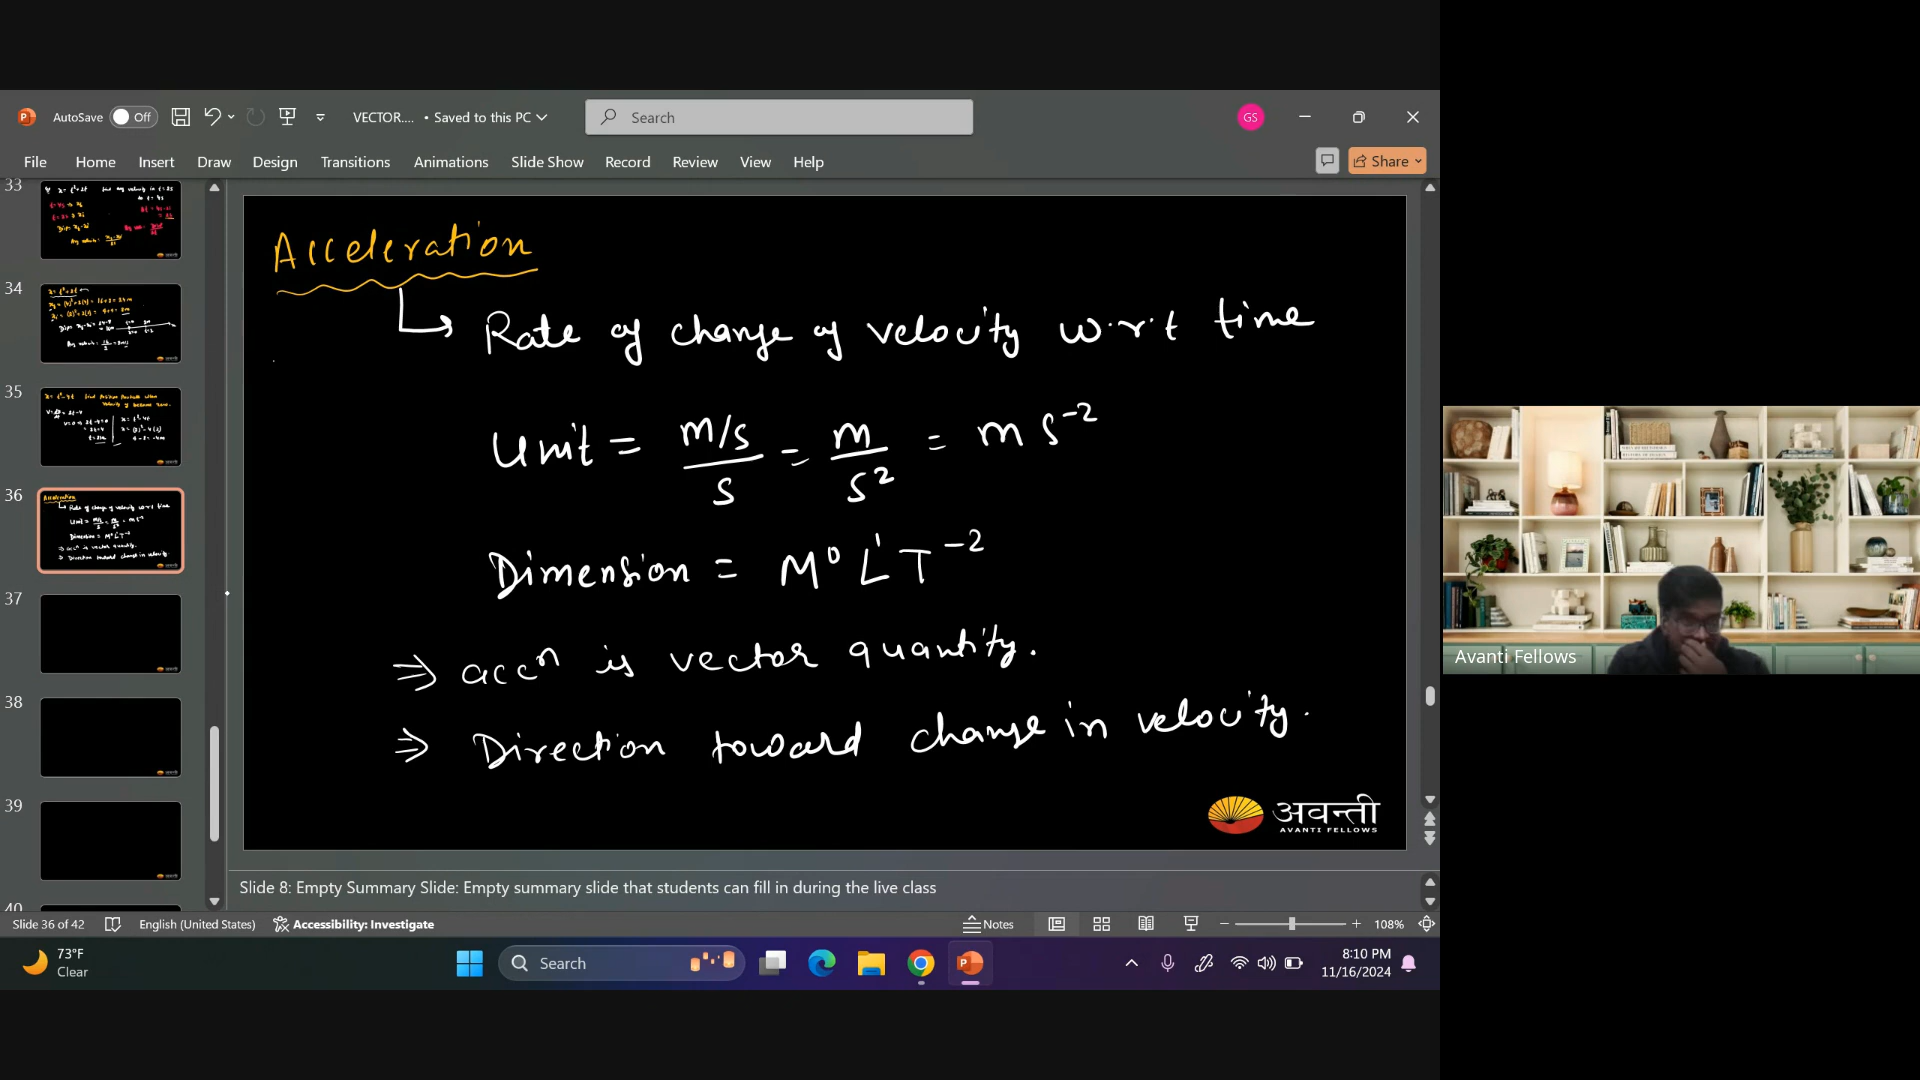 AutoSave Off VECTOR.... • Saved to this PC Search GS
File Home Insert Draw Design Transitions Animations Slide Show Record Review View Help Share
33
34
35
36
37
38
39
40
Acceleration
Rate of change of velocity w.r.t time
Unit = m/s / s = m / s² = m s⁻²
Dimension = M⁰ L¹ T⁻²
⇒ accⁿ is vector quantity.
⇒ Direction toward change in velocity.
अवन्ती
AVANTI FELLOWS
Slide 8: Empty Summary Slide: Empty summary slide that students can fill in during the live class
Slide 36 of 42 English (United States) Accessibility: Investigate Notes 108%
73°F
Clear
Search
8:10 PM
11/16/2024
Avanti Fellows